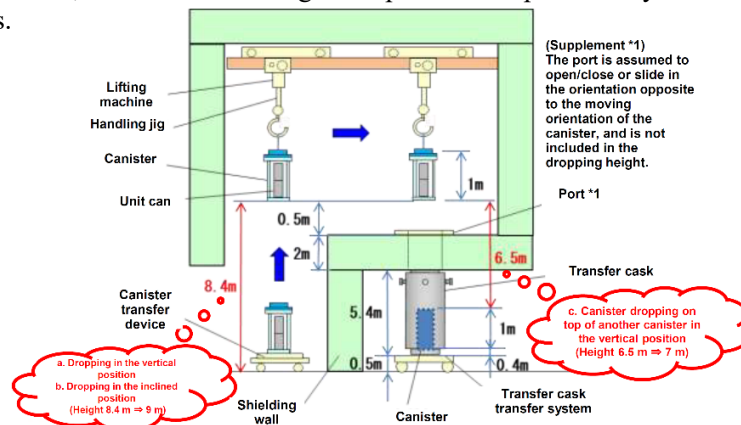 s.
Lifting
machine
Handling jig
Canister
Unit can
(Supplement *1)
The port is assumed to
open/close or slide in
the orientation opposite
to the moving
orientation of the
canister, and is not
included in the
dropping height.
1m
Port *1
0.5m
2m
8.4m
6.5m
Canister
transfer
device
Transfer cask
5.4m
1m
0.5m
0.4m
a. Dropping in the vertical
position
b. Dropping in the inclined
position
(Height 8.4 m ⇒ 9 m)
c. Canister dropping on
top of another canister in
the vertical position
(Height 6.5 m ⇒ 7 m)
Shielding
wall
Canister
Transfer cask
transfer system